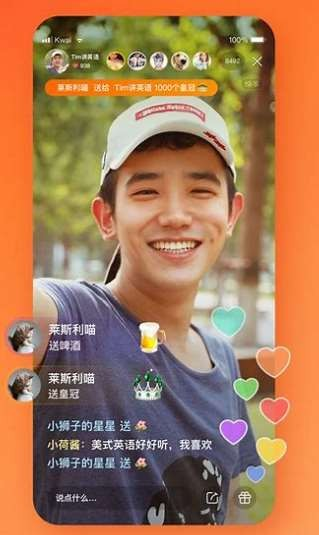 Kwai
100%
Tim讲英语
938
8492
莱斯利喵 送给 Tim讲英语 1000个皇冠
莱斯利喵
送啤酒
莱斯利喵
送皇冠
小狮子的星星 送
小荷酱：美式英语好好听，我喜欢
小狮子的星星 送
说点什么...